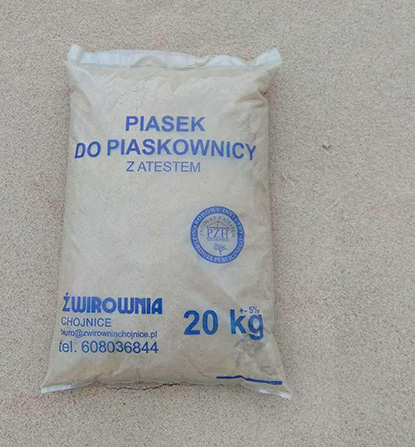 PIASEK
DO PIASKOWNICY
Z ATESTEM
PZH
ŻWIROWNIA
CHOJNICE
biuro@zwirowniachojnice.pl
tel. 608036844
+- 5%
20 kg